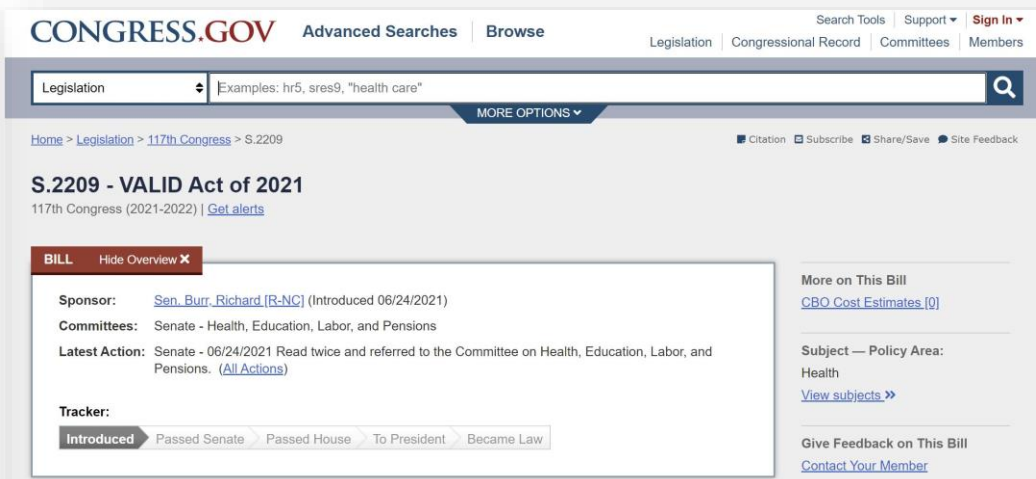 CONGRESS.GOV Advanced Searches Browse
Search Tools Support Sign In
Legislation Congressional Record Committees Members
Legislation Examples: hr5, sres9, "health care"
MORE OPTIONS
Home > Legislation > 117th Congress > S.2209
Citation Subscribe Share/Save Site Feedback
S.2209 - VALID Act of 2021
117th Congress (2021-2022) | Get alerts
BILL Hide Overview
Sponsor: Sen. Burr, Richard [R-NC] (Introduced 06/24/2021)
Committees: Senate - Health, Education, Labor, and Pensions
Latest Action: Senate - 06/24/2021 Read twice and referred to the Committee on Health, Education, Labor, and
Pensions. (All Actions)
Tracker:
Introduced Passed Senate Passed House To President Became Law
More on This Bill
CBO Cost Estimates [0]
Subject — Policy Area:
Health
View subjects
Give Feedback on This Bill
Contact Your Member